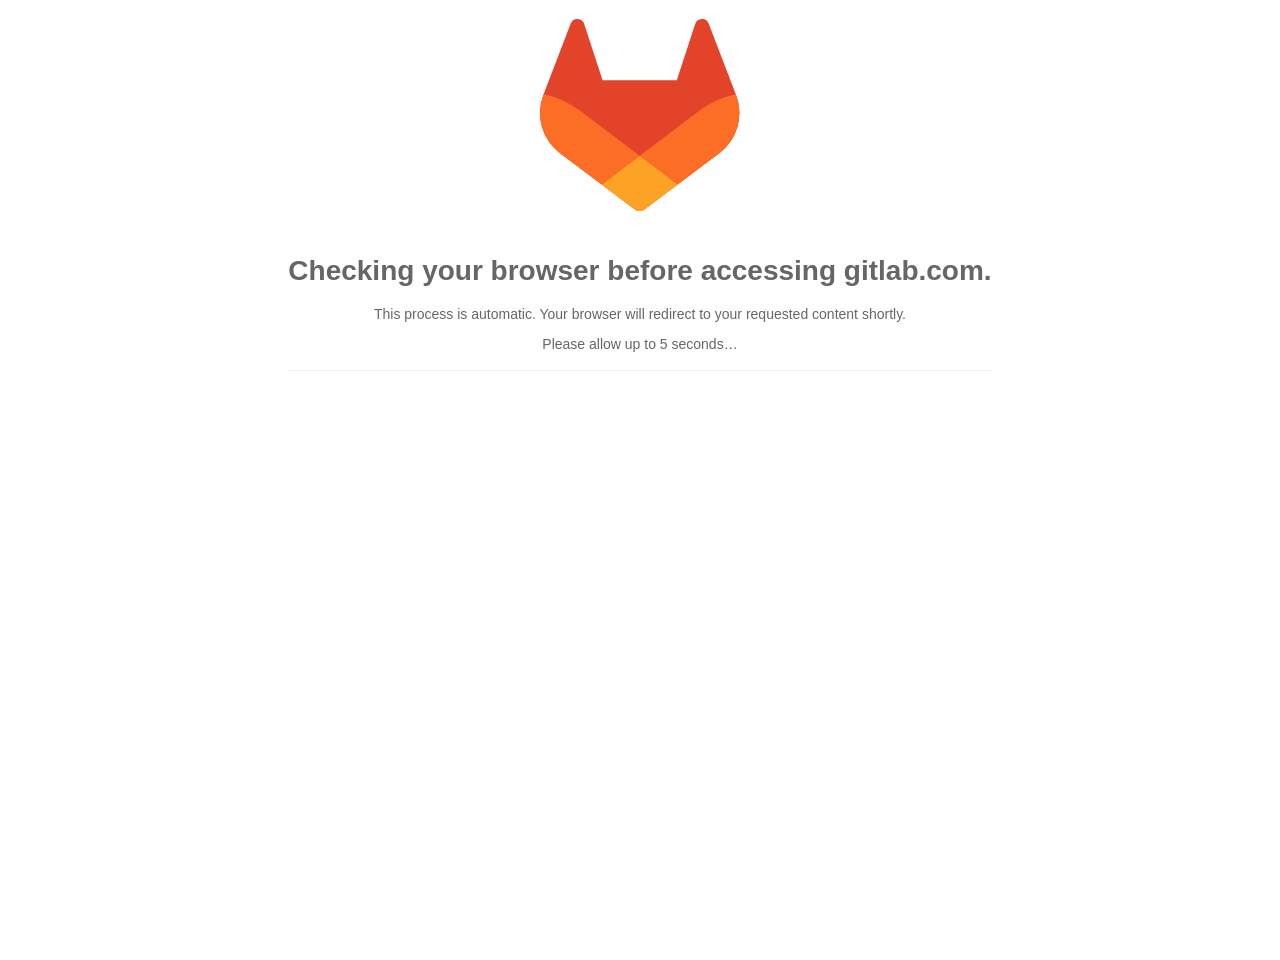 Checking your browser before accessing gitlab.com.
This process is automatic. Your browser will redirect to your requested content shortly.
Please allow up to 5 seconds…